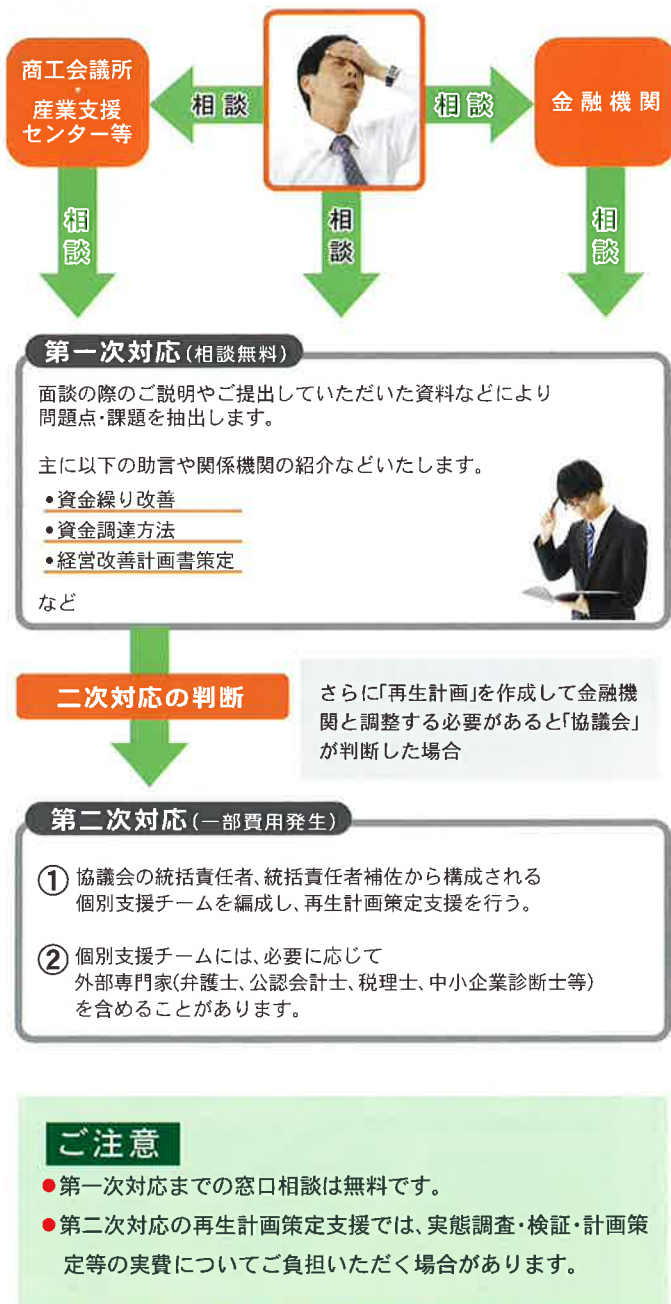 商工会議所
・
産業支援
センター等
相談
相談
金融機関
相談
相談
相談
第一次対応(相談無料)
面談の際のご説明やご提出していただいた資料などにより
問題点・課題を抽出します。
主に以下の助言や関係機関の紹介などいたします。
•資金繰り改善
•資金調達方法
•経営改善計画書策定
など
二次対応の判断
さらに「再生計画」を作成して金融機
関と調整する必要があると「協議会」
が判断した場合
第二次対応(一部費用発生)
① 協議会の統括責任者、統括責任者補佐から構成される
個別支援チームを編成し、再生計画策定支援を行う。
② 個別支援チームには、必要に応じて
外部専門家(弁護士、公認会計士、税理士、中小企業診断士等)
を含めることがあります。
ご注意
●第一次対応までの窓口相談は無料です。
●第二次対応の再生計画策定支援では、実態調査・検証・計画策
定等の実費についてご負担いただく場合があります。